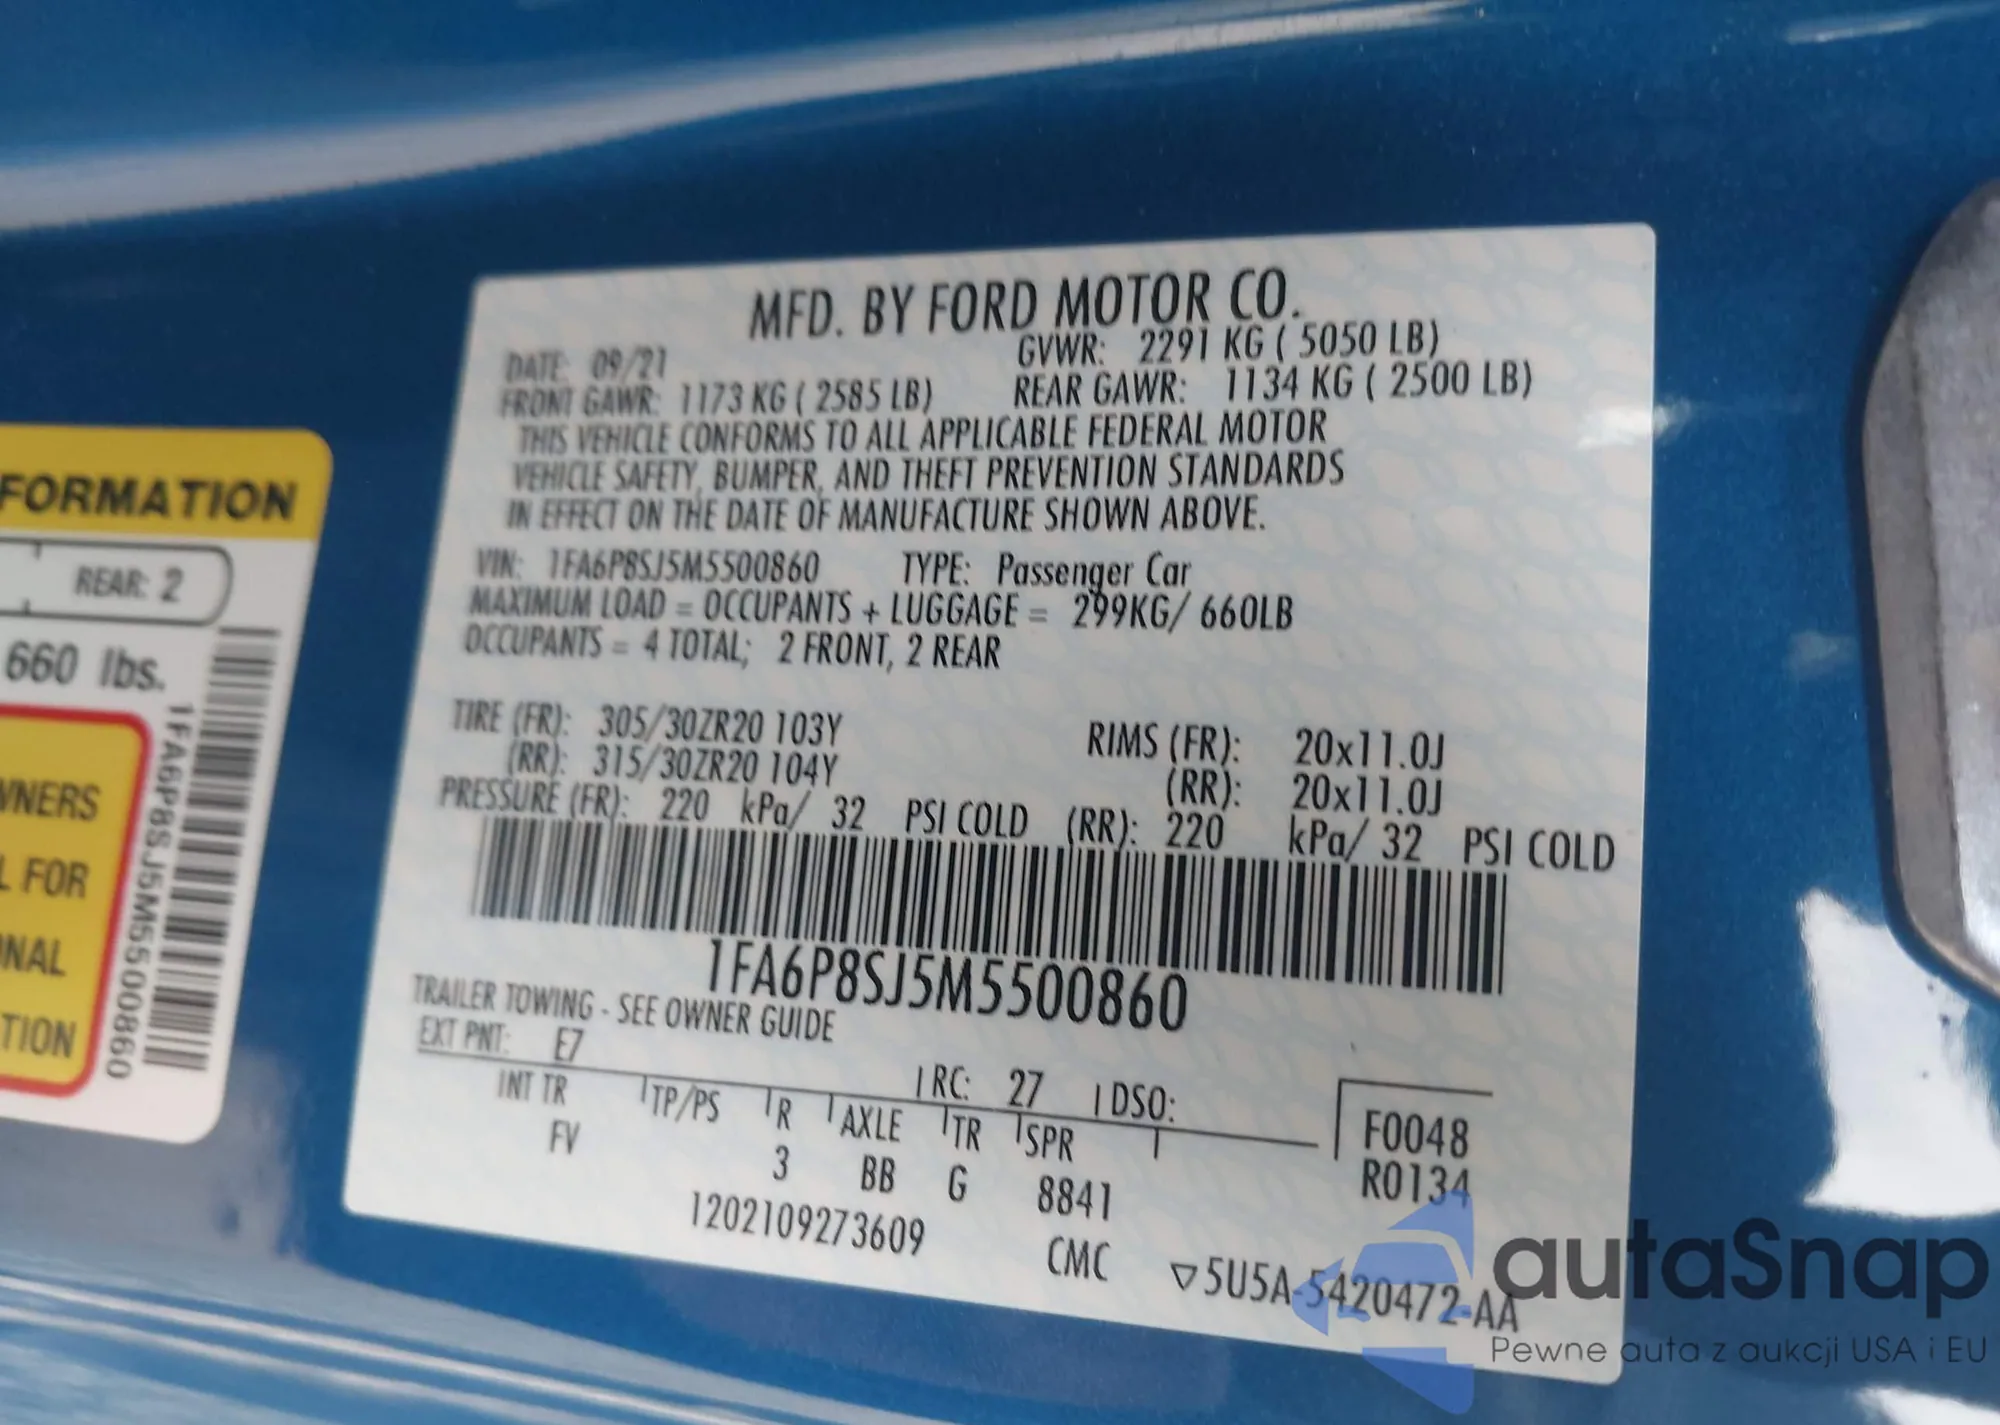 MFD. BY FORD MOTOR CO.
DATE: 09/21 GVWR: 2291 KG ( 5050 LB)
FRONT GAWR: 1173 KG ( 2585 LB) REAR GAWR: 1134 KG ( 2500 LB)
THIS VEHICLE CONFORMS TO ALL APPLICABLE FEDERAL MOTOR
VEHICLE SAFETY, BUMPER, AND THEFT PREVENTION STANDARDS
IN EFFECT ON THE DATE OF MANUFACTURE SHOWN ABOVE.
VIN: 1FA6P8SJ5M5500860 TYPE: Passenger Car
MAXIMUM LOAD = OCCUPANTS + LUGGAGE = 299KG/ 660LB
OCCUPANTS = 4 TOTAL; 2 FRONT, 2 REAR
TIRE (FR): 305/30ZR20 103Y RIMS (FR): 20x11.0J
(RR): 315/30ZR20 104Y (RR): 20x11.0J
PRESSURE (FR): 220 kPa/ 32 PSI COLD (RR): 220 kPa/ 32 PSI COLD
1FA6P8SJ5M5500860
TRAILER TOWING - SEE OWNER GUIDE
EXT PNT: E7 RC: 27 DSO:
INT TR TP/PS R AXLE TR SPR F0048
FV 3 BB G 8841 R0134
1202109273609 CMC ▽5U5A-5420472-AA
FORMATION
REAR: 2
660 lbs.
WNERS
L FOR
NAL
TION
1FA6P8SJ5M5500860
autaSnap
Pewne auta z aukcji USA i EU